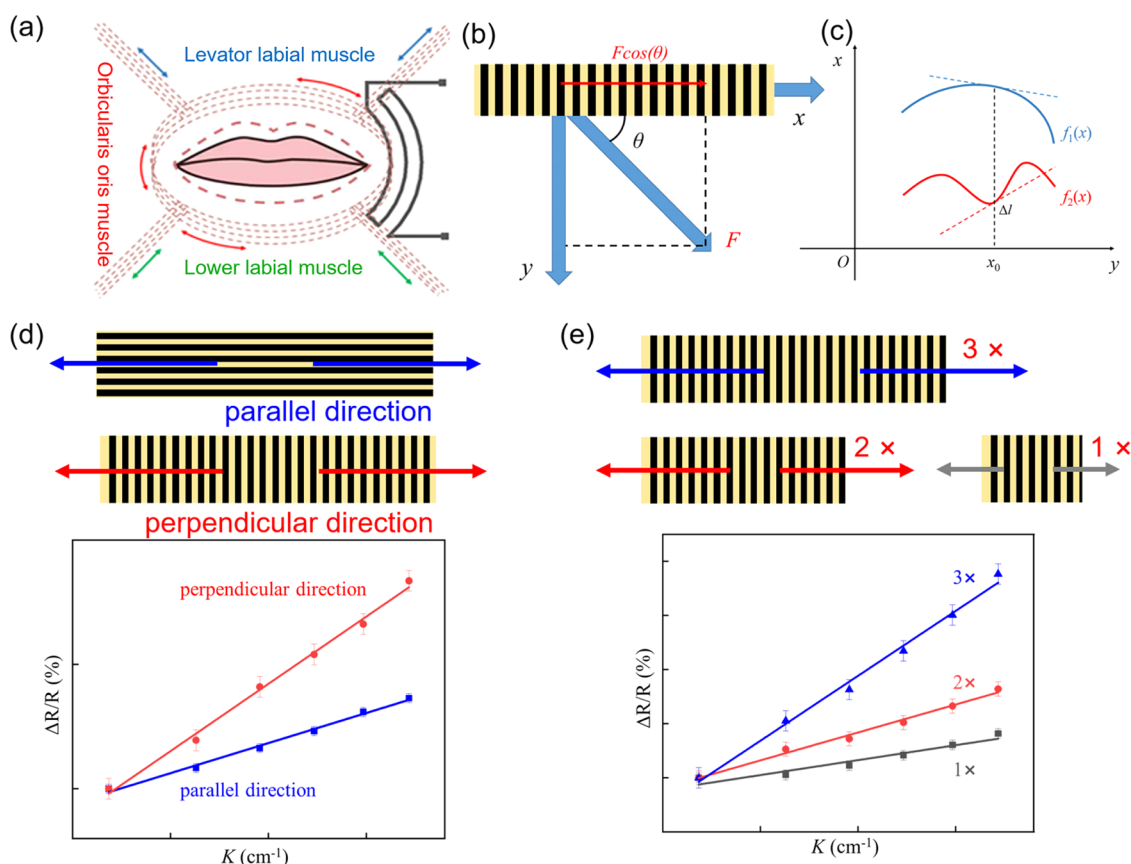 (a)
Levator labial muscle
Orbicularis oris muscle
Lower labial muscle
(b)
Fcos(θ)
x
θ
F
y
(c)
x
f₁(x)
f₂(x)
Δl
O
x₀
y
(d)
parallel direction
perpendicular direction
perpendicular direction
parallel direction
ΔR/R (%)
K (cm⁻¹)
(e)
3 ×
2 ×
1 ×
3×
2×
1×
ΔR/R (%)
K (cm⁻¹)